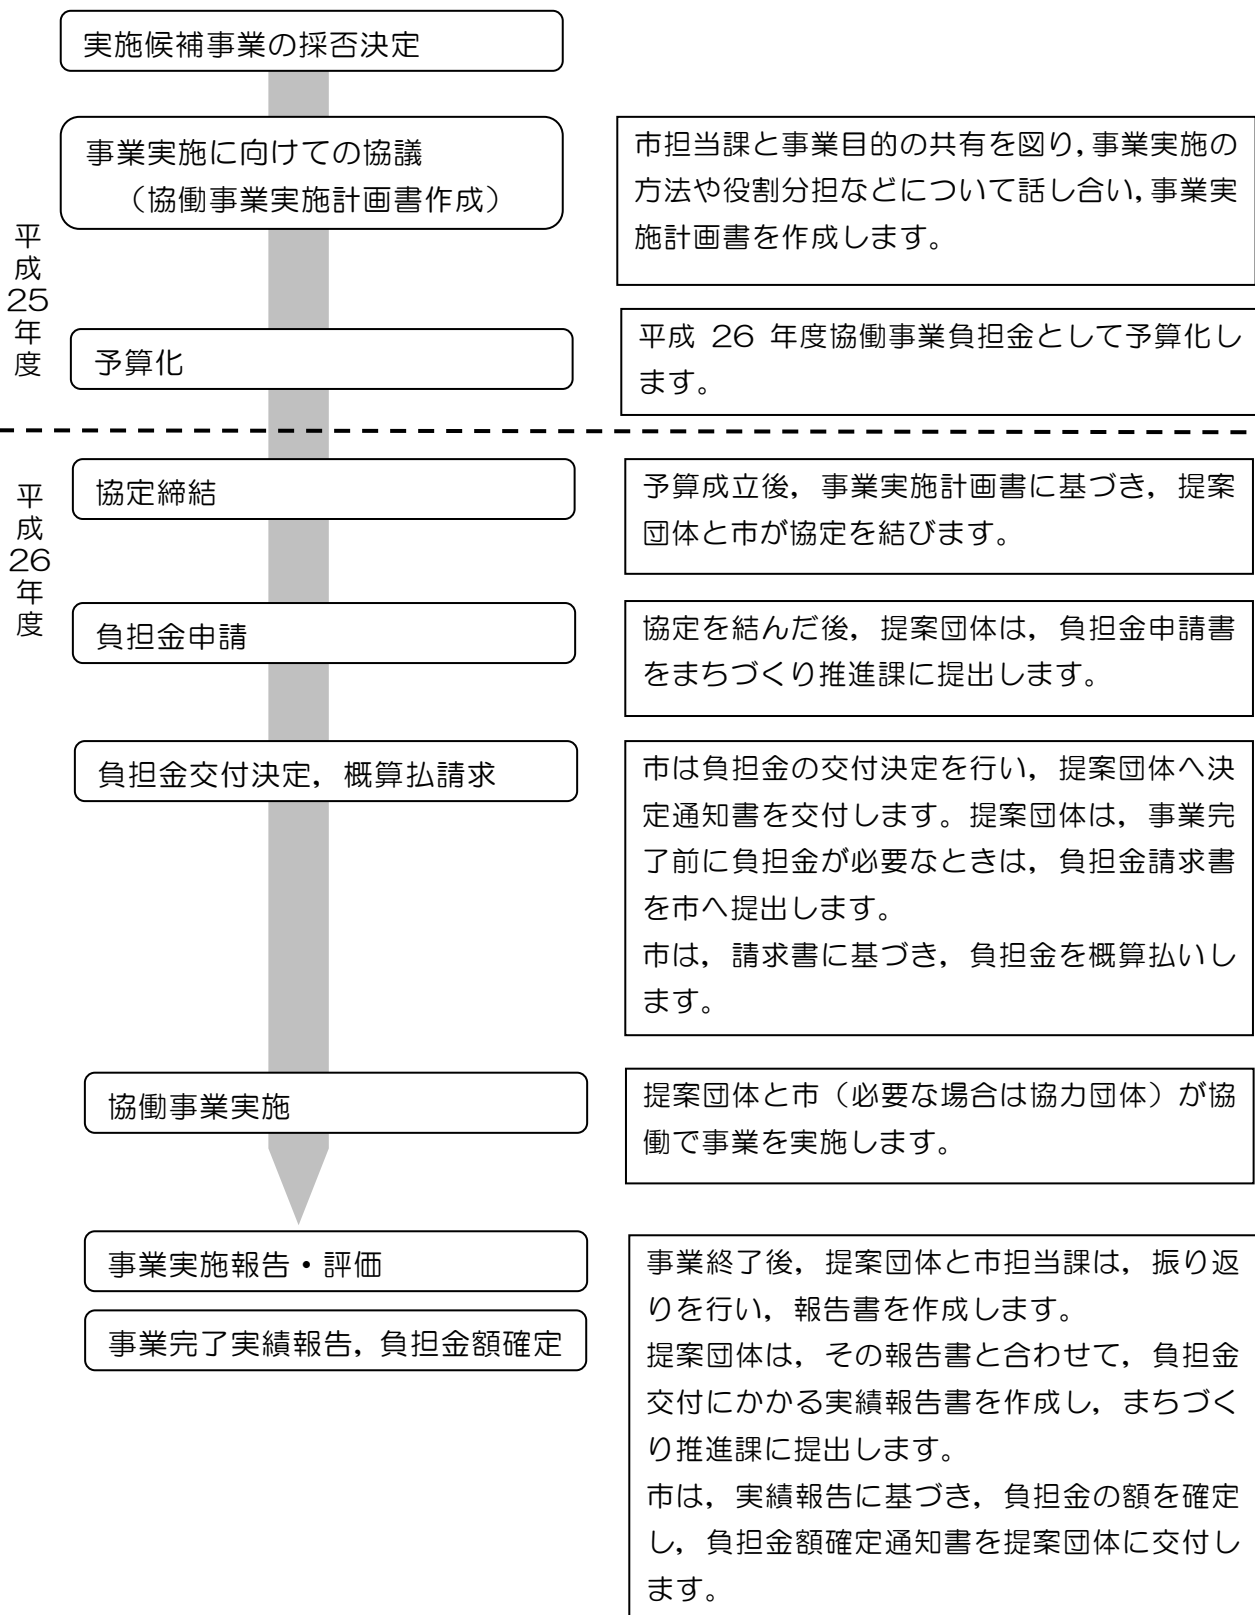 実施候補事業の採否決定
事業実施に向けての協議
（協働事業実施計画書作成）
市担当課と事業目的の共有を図り，事業実施の
方法や役割分担などについて話し合い，事業実
施計画書を作成します。
平成25年度
予算化
平成 26 年度協働事業負担金として予算化し
ます。
平成26年度
協定締結
予算成立後，事業実施計画書に基づき，提案
団体と市が協定を結びます。
負担金申請
協定を結んだ後，提案団体は，負担金申請書
をまちづくり推進課に提出します。
負担金交付決定，概算払請求
市は負担金の交付決定を行い，提案団体へ決
定通知書を交付します。提案団体は，事業完
了前に負担金が必要なときは，負担金請求書
を市へ提出します。
市は，請求書に基づき，負担金を概算払いし
ます。
協働事業実施
提案団体と市（必要な場合は協力団体）が協
働で事業を実施します。
事業実施報告・評価
事業完了実績報告，負担金額確定
事業終了後，提案団体と市担当課は，振り返
りを行い，報告書を作成します。
提案団体は，その報告書と合わせて，負担金
交付にかかる実績報告書を作成し，まちづく
り推進課に提出します。
市は，実績報告に基づき，負担金の額を確定
し，負担金額確定通知書を提案団体に交付し
ます。